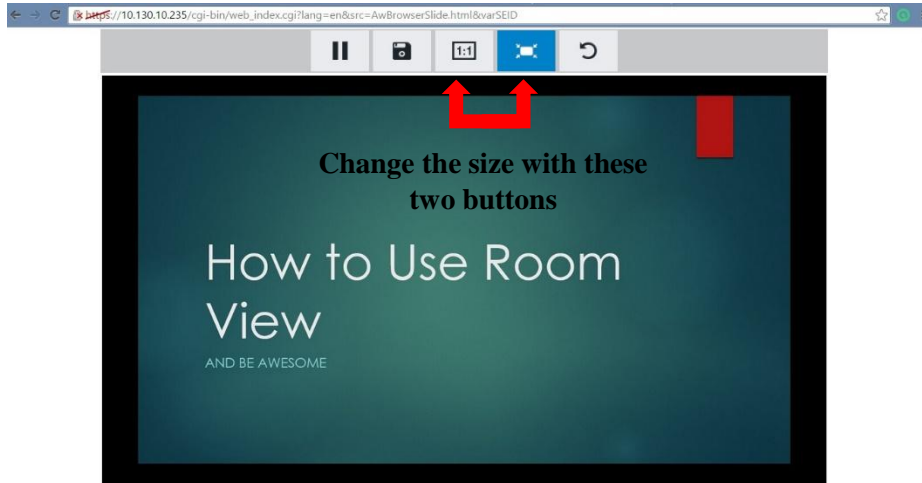 https://10.130.10.235/cgi-bin/web_index.cgi?lang=en&src=AwBrowserSlide.html&varSEID
1:1
Change the size with these
two buttons
How to Use Room
View
AND BE AWESOME